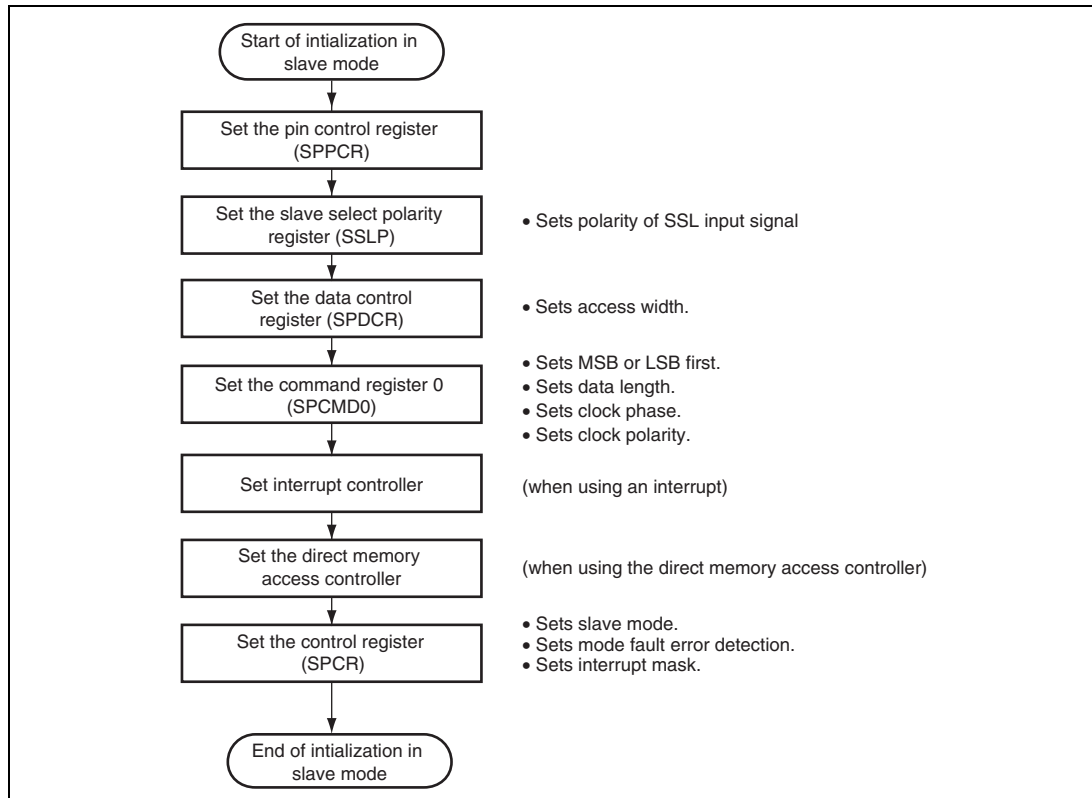 Start of intialization in
slave mode
Set the pin control register
(SPPCR)
Set the slave select polarity
register (SSLP)
• Sets polarity of SSL input signal
Set the data control
register (SPDCR)
• Sets access width.
Set the command register 0
(SPCMD0)
• Sets MSB or LSB first.
• Sets data length.
• Sets clock phase.
• Sets clock polarity.
Set interrupt controller
(when using an interrupt)
Set the direct memory
access controller
(when using the direct memory access controller)
Set the control register
(SPCR)
• Sets slave mode.
• Sets mode fault error detection.
• Sets interrupt mask.
End of intialization in
slave mode